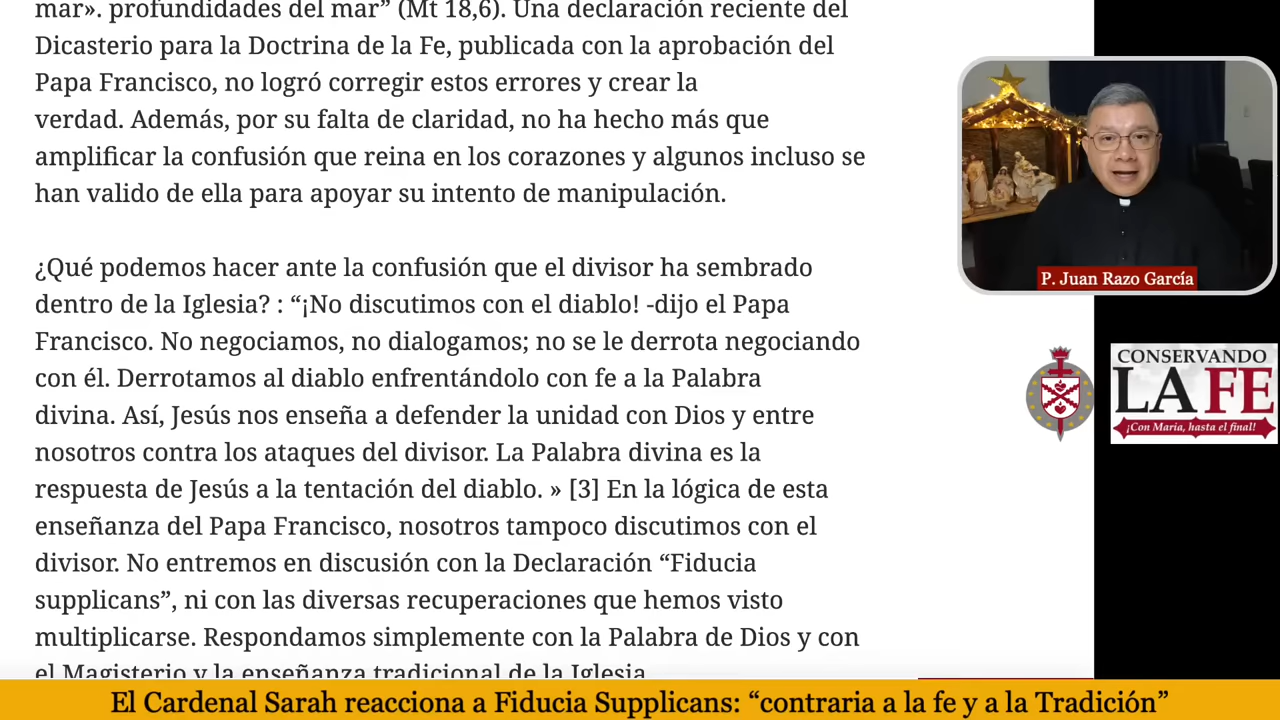 mar». profundidades del mar” (Mt 18,6). Una declaración reciente del
Dicasterio para la Doctrina de la Fe, publicada con la aprobación del
Papa Francisco, no logró corregir estos errores y crear la
verdad. Además, por su falta de claridad, no ha hecho más que
amplificar la confusión que reina en los corazones y algunos incluso se
han valido de ella para apoyar su intento de manipulación.
¿Qué podemos hacer ante la confusión que el divisor ha sembrado
dentro de la Iglesia? : “¡No discutimos con el diablo! -dijo el Papa
Francisco. No negociamos, no dialogamos; no se le derrota negociando
con él. Derrotamos al diablo enfrentándolo con fe a la Palabra
divina. Así, Jesús nos enseña a defender la unidad con Dios y entre
nosotros contra los ataques del divisor. La Palabra divina es la
respuesta de Jesús a la tentación del diablo. » [3] En la lógica de esta
enseñanza del Papa Francisco, nosotros tampoco discutimos con el
divisor. No entremos en discusión con la Declaración “Fiducia
supplicans”, ni con las diversas recuperaciones que hemos visto
multiplicarse. Respondamos simplemente con la Palabra de Dios y con
el Magisterio y la enseñanza tradicional de la Iglesia.
P. Juan Razo García
CONSERVANDO
LA FE
¡Con Maria, hasta el final!
El Cardenal Sarah reacciona a Fiducia Supplicans: “contraria a la fe y a la Tradición”